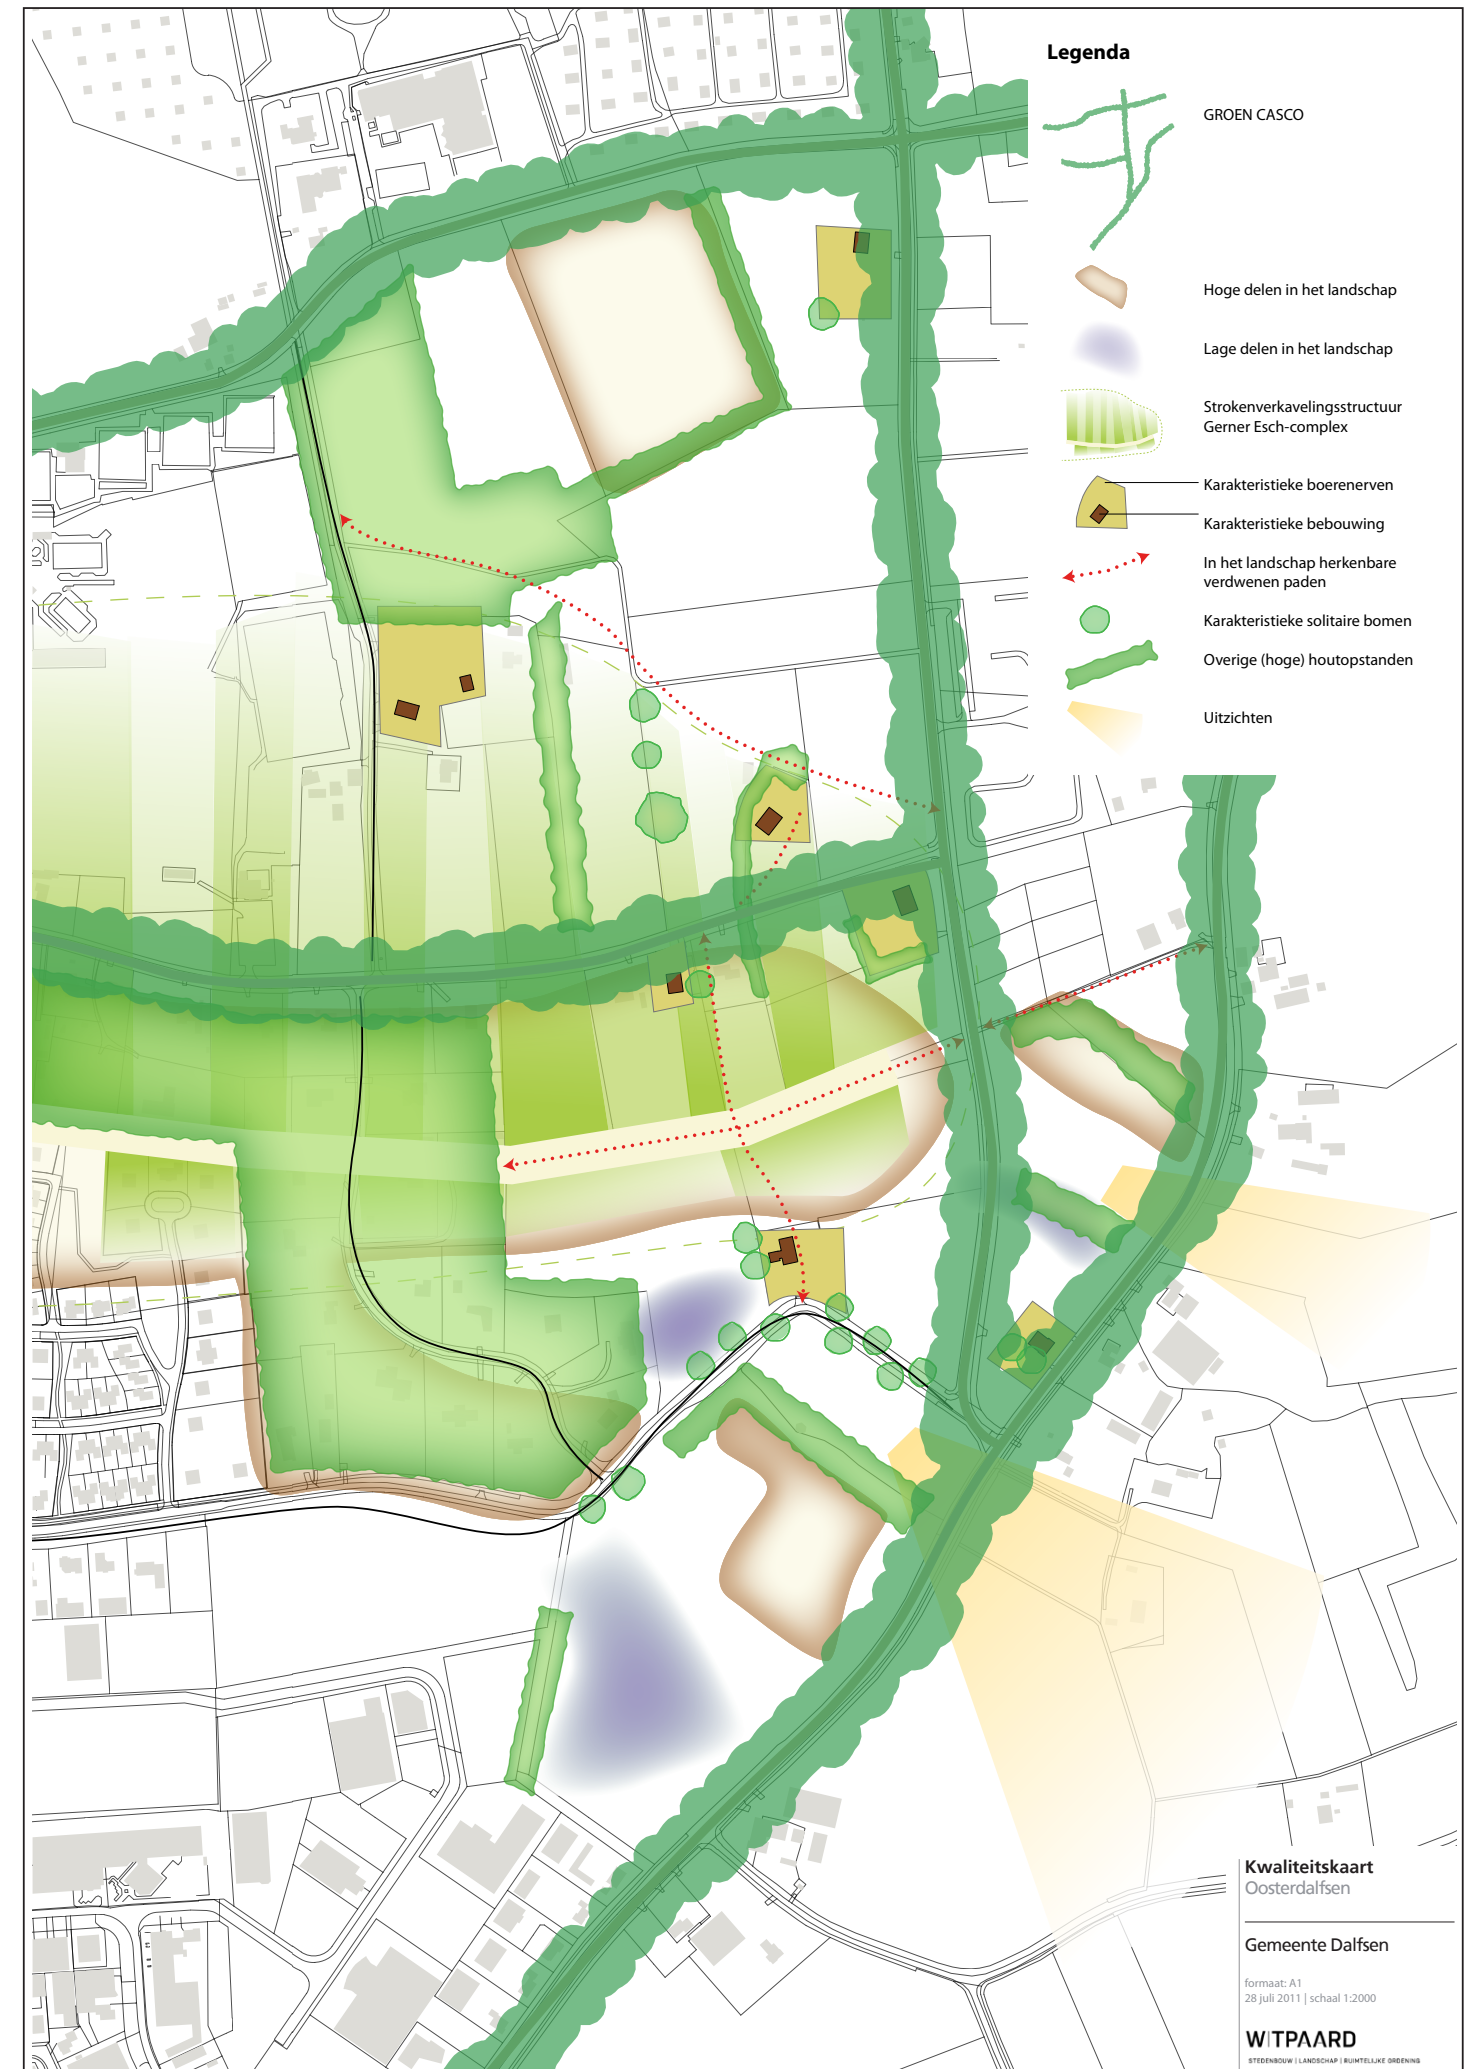 Legenda
GROEN CASCO
Hoge delen in het landschap
Lage delen in het landschap
Strokenverkavelingsstructuur
Gerner Esch-complex
Karakteristieke boerenerven
Karakteristieke bebouwing
In het landschap herkenbare
verdwenen paden
Karakteristieke solitaire bomen
Overige (hoge) houtopstanden
Uitzichten
Kwaliteitskaart
Oosterdalfsen
Gemeente Dalfsen
formaat: A1
28 juli 2011 | schaal 1:2000
WITPAARD
STEDENBOUW | LANDSCHAP | RUIMTELIJKE ORDENING